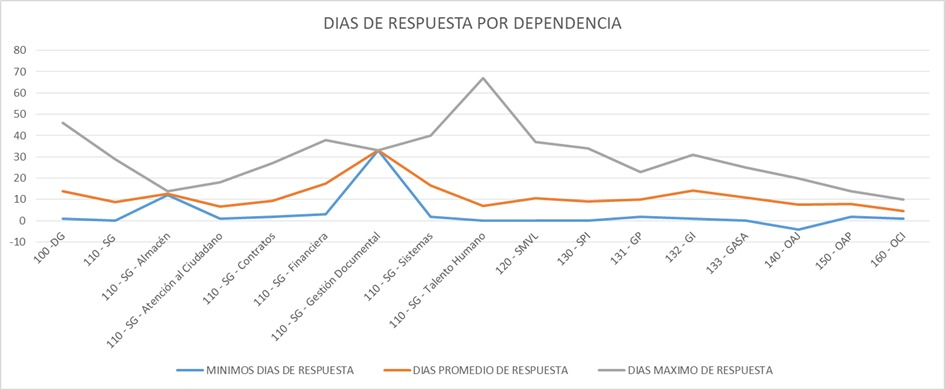 DIAS DE RESPUESTA POR DEPENDENCIA
80
70
60
50
40
30
20
10
0
-10
100 -DG
110 - SG
110 - SG - Almacén
110 - SG - Atención al Ciudadano
110 - SG - Contratos
110 - SG - Financiera
110 - SG - Gestión Documental
110 - SG - Sistemas
110 - SG - Talento Humano
120 - SMVL
130 - SPI
131 - GP
132 - GI
133 - GASA
140 - OAJ
150 - OAP
160 - OCI
MINIMOS DIAS DE RESPUESTA
DIAS PROMEDIO DE RESPUESTA
DIAS MAXIMO DE RESPUESTA